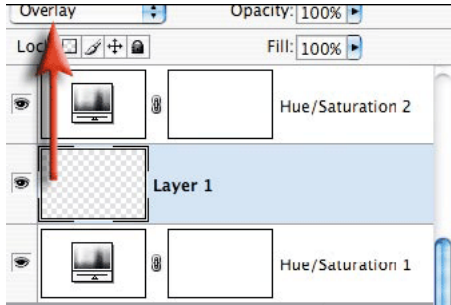 Overlay Opacity: 100%
Lock: Fill: 100%
Hue/Saturation 2
Layer 1
Hue/Saturation 1